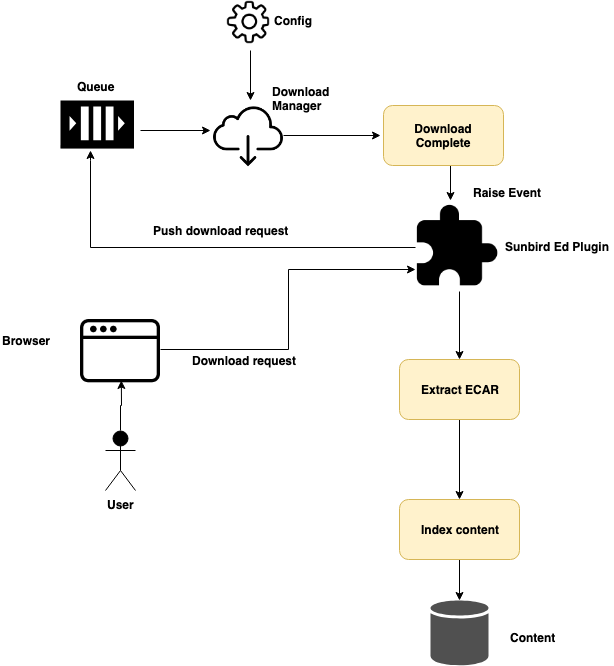 Config
Queue
Download
Manager
Download
Complete
Raise Event
Push download request
Sunbird Ed Plugin
Browser
Download request
Extract ECAR
User
Index content
Content